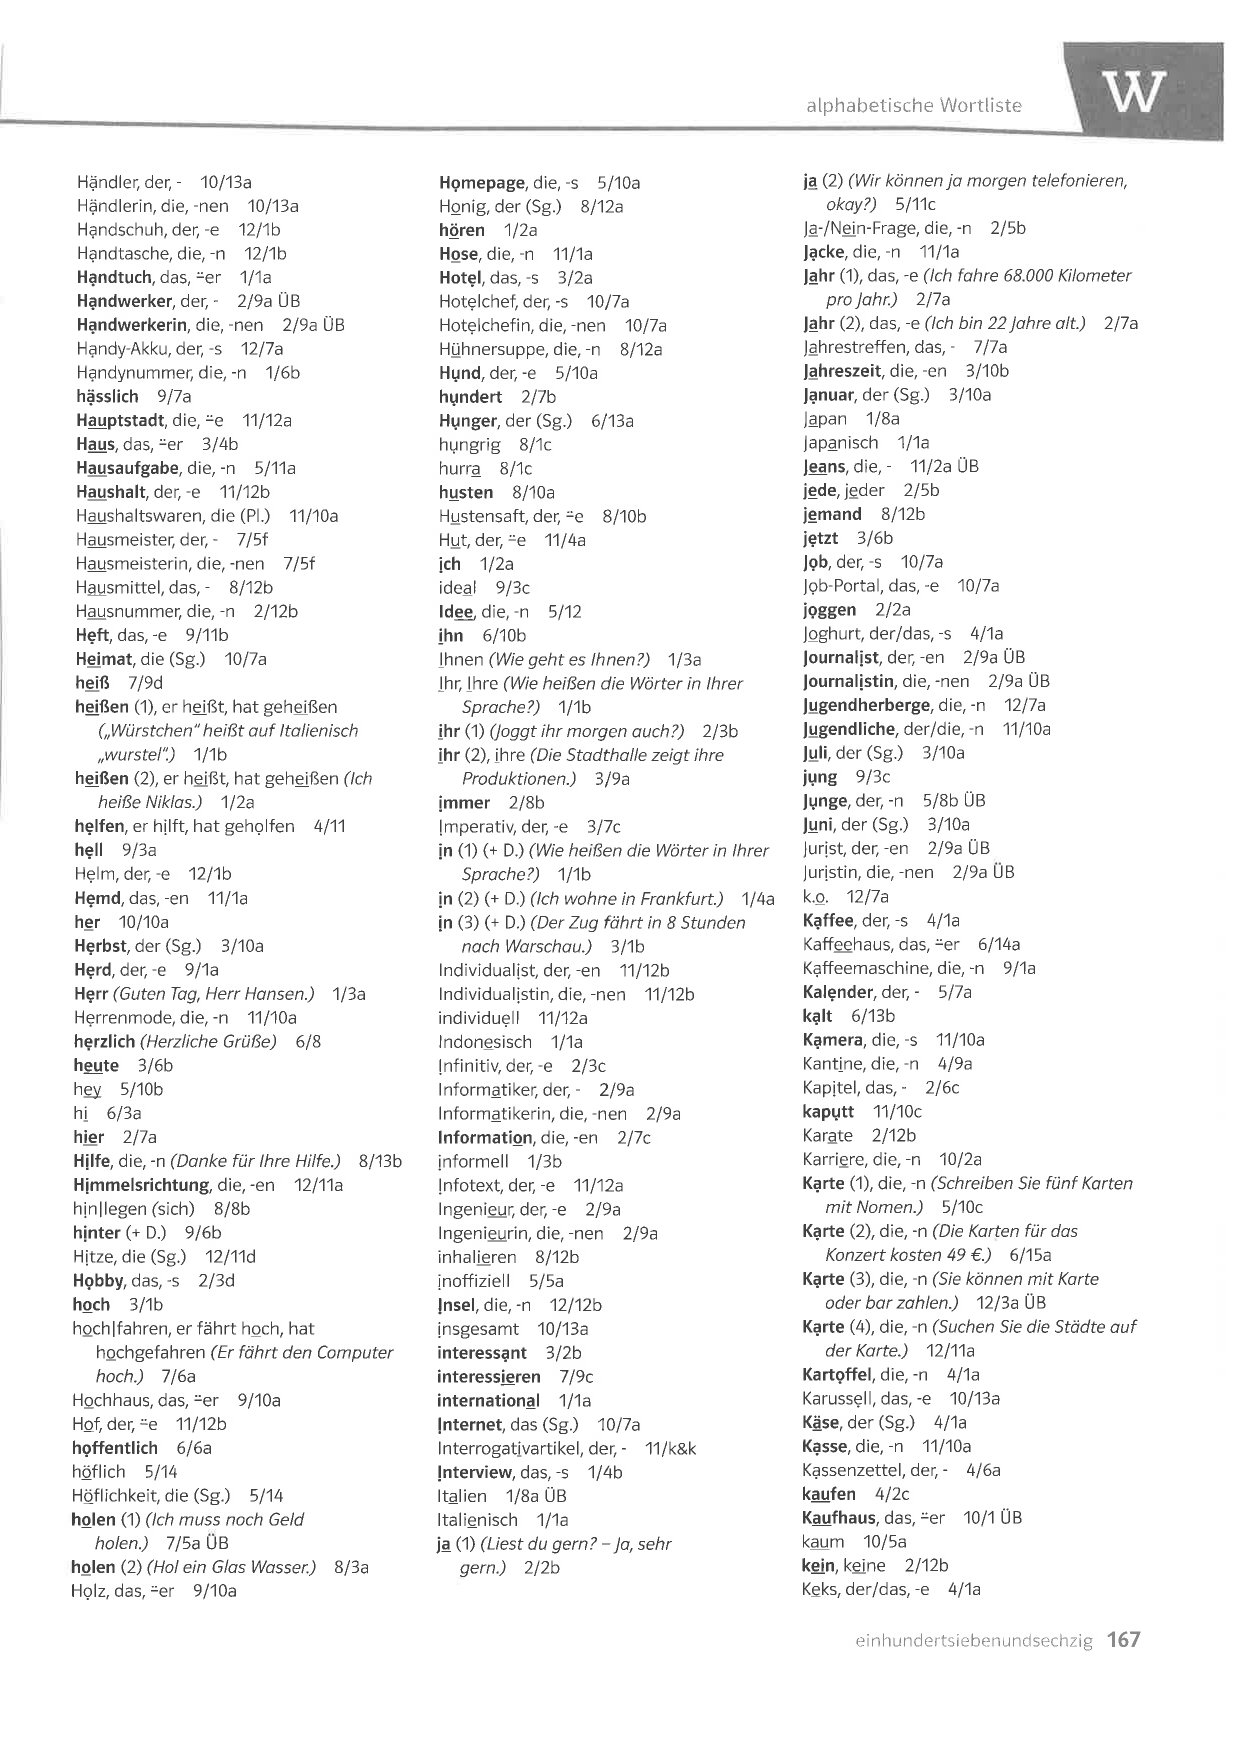 alphabetische Wortliste
W
Händler, der, - 10/13a
Händlerin, die, -nen 10/13a
Handschuh, der, -e 12/1b
Handtasche, die, -n 12/1b
Handtuch, das, ⸚er 1/1a
Handwerker, der, - 2/9a ÜB
Handwerkerin, die, -nen 2/9a ÜB
Handy-Akku, der, -s 12/7a
Handynummer, die, -n 1/6b
hässlich 9/7a
Hauptstadt, die, ⸚e 11/12a
Haus, das, ⸚er 3/4b
Hausaufgabe, die, -n 5/11a
Haushalt, der, -e 11/12b
Haushaltswaren, die (Pl.) 11/10a
Hausmeister, der, - 7/5f
Hausmeisterin, die, -nen 7/5f
Hausmittel, das, - 8/12b
Hausnummer, die, -n 2/12b
Heft, das, -e 9/11b
Heimat, die (Sg.) 10/7a
heiß 7/9d
heißen (1), er heißt, hat geheißen
(„Würstchen“ heißt auf Italienisch
„wurstel“.) 1/1b
heißen (2), er heißt, hat geheißen (Ich
heiße Niklas.) 1/2a
helfen, er hilft, hat geholfen 4/11
hell 9/3a
Helm, der, -e 12/1b
Hemd, das, -en 11/1a
her 10/10a
Herbst, der (Sg.) 3/10a
Herd, der, -e 9/1a
Herr (Guten Tag, Herr Hansen.) 1/3a
Herrenmode, die, -n 11/10a
herzlich (Herzliche Grüße) 6/8
heute 3/6b
hey 5/10b
hi 6/3a
hier 2/7a
Hilfe, die, -n (Danke für Ihre Hilfe.) 8/13b
Himmelsrichtung, die, -en 12/11a
hin|legen (sich) 8/8b
hinter (+ D.) 9/6b
Hitze, die (Sg.) 12/11d
Hobby, das, -s 2/3d
hoch 3/1b
hoch|fahren, er fährt hoch, hat
hochgefahren (Er fährt den Computer
hoch.) 7/6a
Hochhaus, das, ⸚er 9/10a
Hof, der, ⸚e 11/12b
hoffentlich 6/6a
höflich 5/14
Höflichkeit, die (Sg.) 5/14
holen (1) (Ich muss noch Geld
holen.) 7/5a ÜB
holen (2) (Hol ein Glas Wasser.) 8/3a
Holz, das, ⸚er 9/10a
Homepage, die, -s 5/10a
Honig, der (Sg.) 8/12a
hören 1/2a
Hose, die, -n 11/1a
Hotel, das, -s 3/2a
Hotelchef, der, -s 10/7a
Hotelchefin, die, -nen 10/7a
Hühnersuppe, die, -n 8/12a
Hund, der, -e 5/10a
hundert 2/7b
Hunger, der (Sg.) 6/13a
hungrig 8/1c
hurra 8/1c
husten 8/10a
Hustensaft, der, ⸚e 8/10b
Hut, der, ⸚e 11/4a
ich 1/2a
ideal 9/3c
Idee, die, -n 5/12
ihn 6/10b
Ihnen (Wie geht es Ihnen?) 1/3a
Ihr, Ihre (Wie heißen die Wörter in Ihrer
Sprache?) 1/1b
ihr (1) (Joggt ihr morgen auch?) 2/3b
ihr (2), ihre (Die Stadthalle zeigt ihre
Produktionen.) 3/9a
immer 2/8b
Imperativ, der, -e 3/7c
in (1) (+ D.) (Wie heißen die Wörter in Ihrer
Sprache?) 1/1b
in (2) (+ D.) (Ich wohne in Frankfurt.) 1/4a
in (3) (+ D.) (Der Zug fährt in 8 Stunden
nach Warschau.) 3/1b
Individualist, der, -en 11/12b
Individualistin, die, -nen 11/12b
individuell 11/12a
Indonesisch 1/1a
Infinitiv, der, -e 2/3c
Informatiker, der, - 2/9a
Informatikerin, die, -nen 2/9a
Information, die, -en 2/7c
informell 1/3b
Infotext, der, -e 11/12a
Ingenieur, der, -e 2/9a
Ingenieurin, die, -nen 2/9a
inhalieren 8/12b
inoffiziell 5/5a
Insel, die, -n 12/12b
insgesamt 10/13a
interessant 3/2b
interessieren 7/9c
international 1/1a
Internet, das (Sg.) 10/7a
Interrogativartikel, der, - 11/k&k
Interview, das, -s 1/4b
Italien 1/8a ÜB
Italienisch 1/1a
ja (1) (Liest du gern? – Ja, sehr
gern.) 2/2b
ja (2) (Wir können ja morgen telefonieren,
okay?) 5/11c
Ja-/Nein-Frage, die, -n 2/5b
Jacke, die, -n 11/1a
Jahr (1), das, -e (Ich fahre 68.000 Kilometer
pro Jahr.) 2/7a
Jahr (2), das, -e (Ich bin 22 Jahre alt.) 2/7a
Jahrestreffen, das, - 7/7a
Jahreszeit, die, -en 3/10b
Januar, der (Sg.) 3/10a
Japan 1/8a
Japanisch 1/1a
Jeans, die, - 11/2a ÜB
jede, jeder 2/5b
jemand 8/12b
jetzt 3/6b
Job, der, -s 10/7a
Job-Portal, das, -e 10/7a
joggen 2/2a
Joghurt, der/das, -s 4/1a
Journalist, der, -en 2/9a ÜB
Journalistin, die, -nen 2/9a ÜB
Jugendherberge, die, -n 12/7a
Jugendliche, der/die, -n 11/10a
Juli, der (Sg.) 3/10a
jung 9/3c
Junge, der, -n 5/8b ÜB
Juni, der (Sg.) 3/10a
Jurist, der, -en 2/9a ÜB
Juristin, die, -nen 2/9a ÜB
k.o. 12/7a
Kaffee, der, -s 4/1a
Kaffeehaus, das, ⸚er 6/14a
Kaffeemaschine, die, -n 9/1a
Kalender, der, - 5/7a
kalt 6/13b
Kamera, die, -s 11/10a
Kantine, die, -n 4/9a
Kapitel, das, - 2/6c
kaputt 11/10c
Karate 2/12b
Karriere, die, -n 10/2a
Karte (1), die, -n (Schreiben Sie fünf Karten
mit Nomen.) 5/10c
Karte (2), die, -n (Die Karten für das
Konzert kosten 49 €.) 6/15a
Karte (3), die, -n (Sie können mit Karte
oder bar zahlen.) 12/3a ÜB
Karte (4), die, -n (Suchen Sie die Städte auf
der Karte.) 12/11a
Kartoffel, die, -n 4/1a
Karussell, das, -e 10/13a
Käse, der (Sg.) 4/1a
Kasse, die, -n 11/10a
Kassenzettel, der, - 4/6a
kaufen 4/2c
Kaufhaus, das, ⸚er 10/1 ÜB
kaum 10/5a
kein, keine 2/12b
Keks, der/das, -e 4/1a
einhundertsiebenundsechzig 167